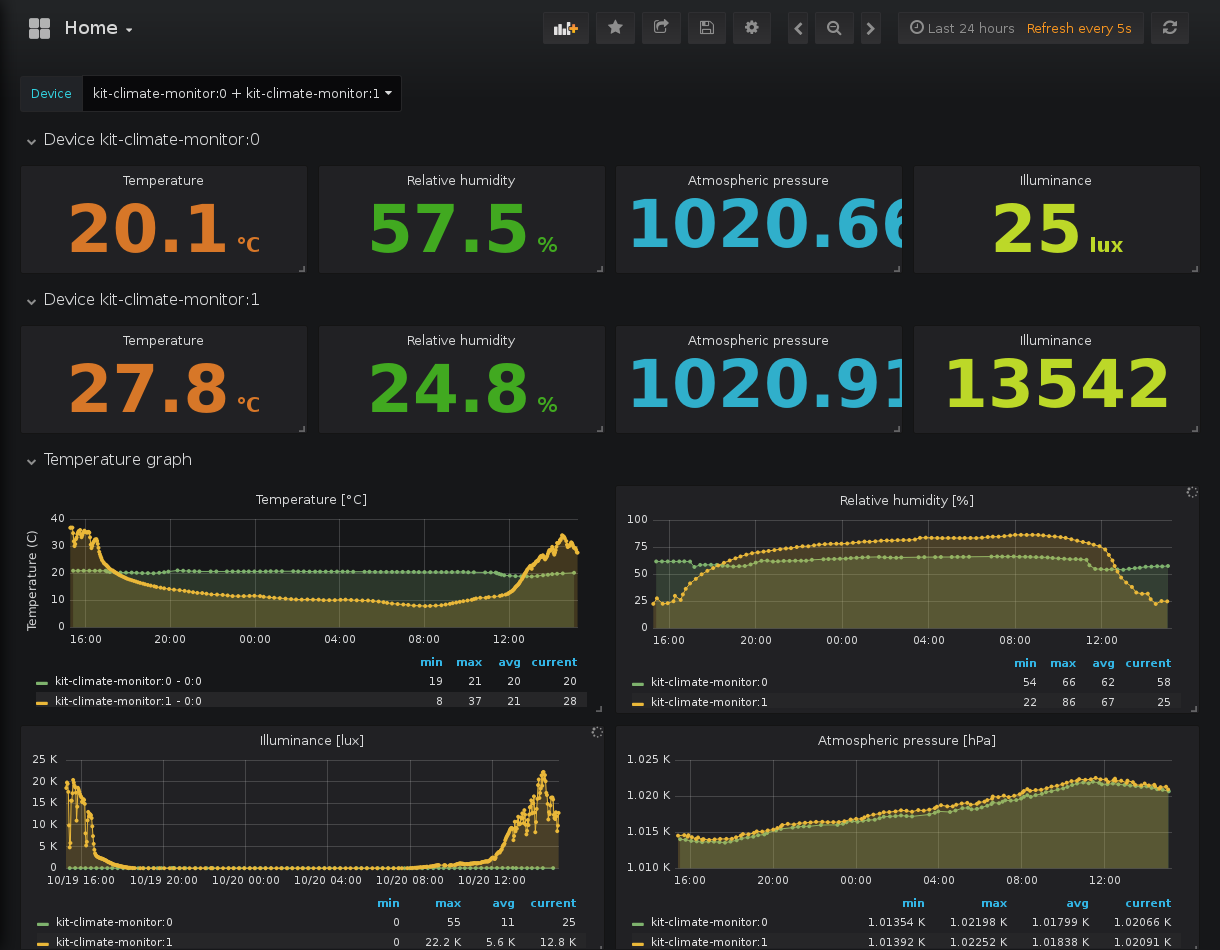 Home
Last 24 hours Refresh every 5s
Device kit-climate-monitor:0 + kit-climate-monitor:1
Device kit-climate-monitor:0
Temperature Relative humidity Atmospheric pressure Illuminance
20.1 °C 57.5 % 1020.66 25 lux
Device kit-climate-monitor:1
Temperature Relative humidity Atmospheric pressure Illuminance
27.8 °C 24.8 % 1020.91 13542
Temperature graph
Temperature [°C]
Temperature (C)
40
30
20
10
0
16:00 20:00 00:00 04:00 08:00 12:00
min max avg current
kit-climate-monitor:0 - 0:0 19 21 20 20
kit-climate-monitor:1 - 0:0 8 37 21 28
Relative humidity [%]
100
75
50
25
0
16:00 20:00 00:00 04:00 08:00 12:00
min max avg current
kit-climate-monitor:0 54 66 62 58
kit-climate-monitor:1 22 86 67 25
Illuminance [lux]
25 K
20 K
15 K
10 K
5 K
0
10/19 16:00 10/19 20:00 10/20 00:00 10/20 04:00 10/20 08:00 10/20 12:00
min max avg current
kit-climate-monitor:0 0 55 11 25
kit-climate-monitor:1 0 22.2 K 5.6 K 12.8 K
Atmospheric pressure [hPa]
1.025 K
1.020 K
1.015 K
1.010 K
16:00 20:00 00:00 04:00 08:00 12:00
min max avg current
kit-climate-monitor:0 1.01354 K 1.02198 K 1.01799 K 1.02066 K
kit-climate-monitor:1 1.01392 K 1.02252 K 1.01838 K 1.02091 K